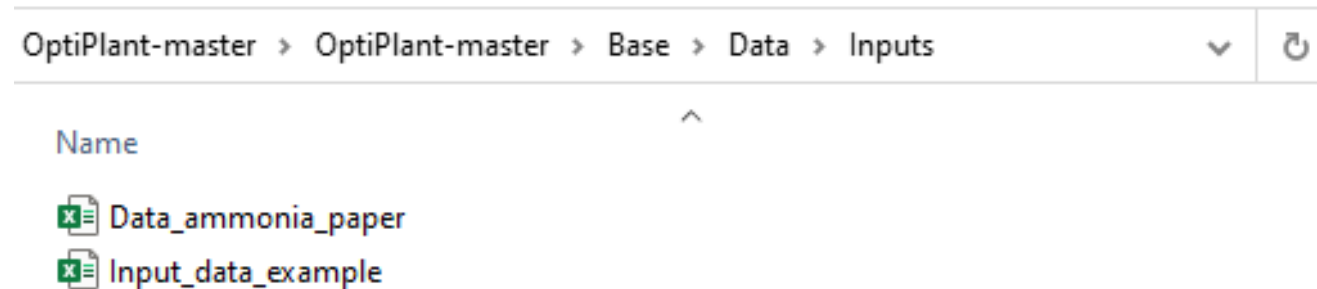 OptiPlant-master > OptiPlant-master > Base > Data > Inputs
Name
Data_ammonia_paper
Input_data_example